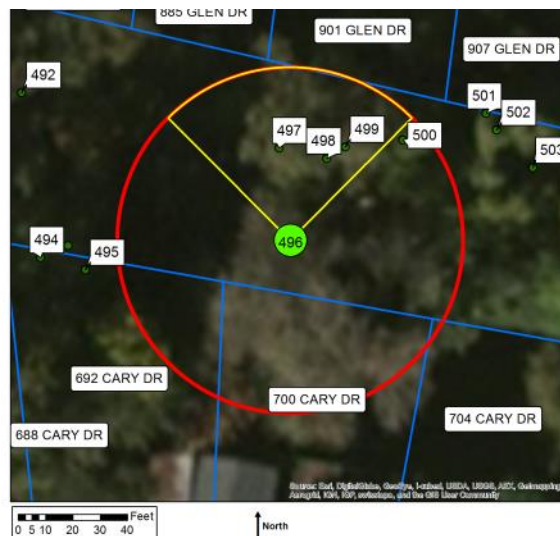 885 GLEN DR
901 GLEN DR
907 GLEN DR
492
501
502
497
499
500
498
503
494
496
495
692 CARY DR
700 CARY DR
704 CARY DR
688 CARY DR
Source: Esri, DigitalGlobe, GeoEye, i-cubed, USDA, USGS, AEX, Getmapping
Aerogrid, IGN, IGP, swisstopo, and the GIS User Community
Feet
0 5 10 20 30 40
North